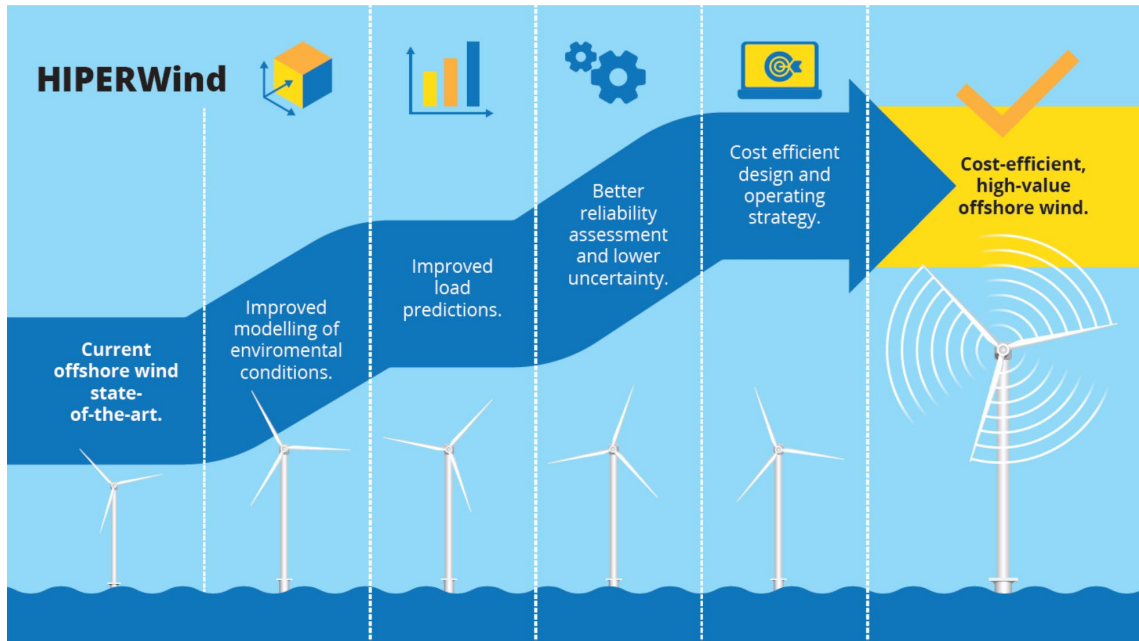 HIPERWind
Current
offshore wind
state-
of-the-art.
Improved
modelling of
enviromental
conditions.
Improved
load
predictions.
Better
reliability
assessment
and lower
uncertainty.
Cost efficient
design and
operating
strategy.
Cost-efficient,
high-value
offshore wind.